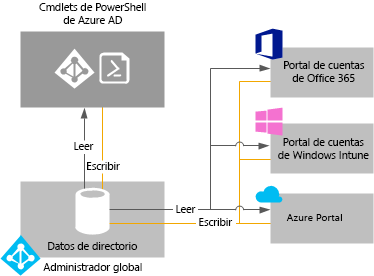 Cmdlets de PowerShell
de Azure AD
Leer
Escribir
Portal de cuentas
de Office 365
Portal de cuentas
de Windows Intune
Leer
Escribir
Azure Portal
Datos de directorio
Administrador global